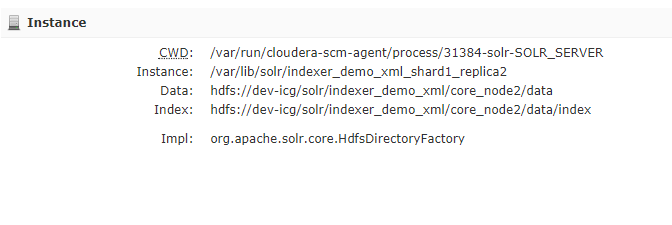 Instance
CWD: /var/run/cloudera-scm-agent/process/31384-solr-SOLR_SERVER
Instance: /var/lib/solr/indexer_demo_xml_shard1_replica2
Data: hdfs://dev-icg/solr/indexer_demo_xml/core_node2/data
Index: hdfs://dev-icg/solr/indexer_demo_xml/core_node2/data/index
Impl: org.apache.solr.core.HdfsDirectoryFactory